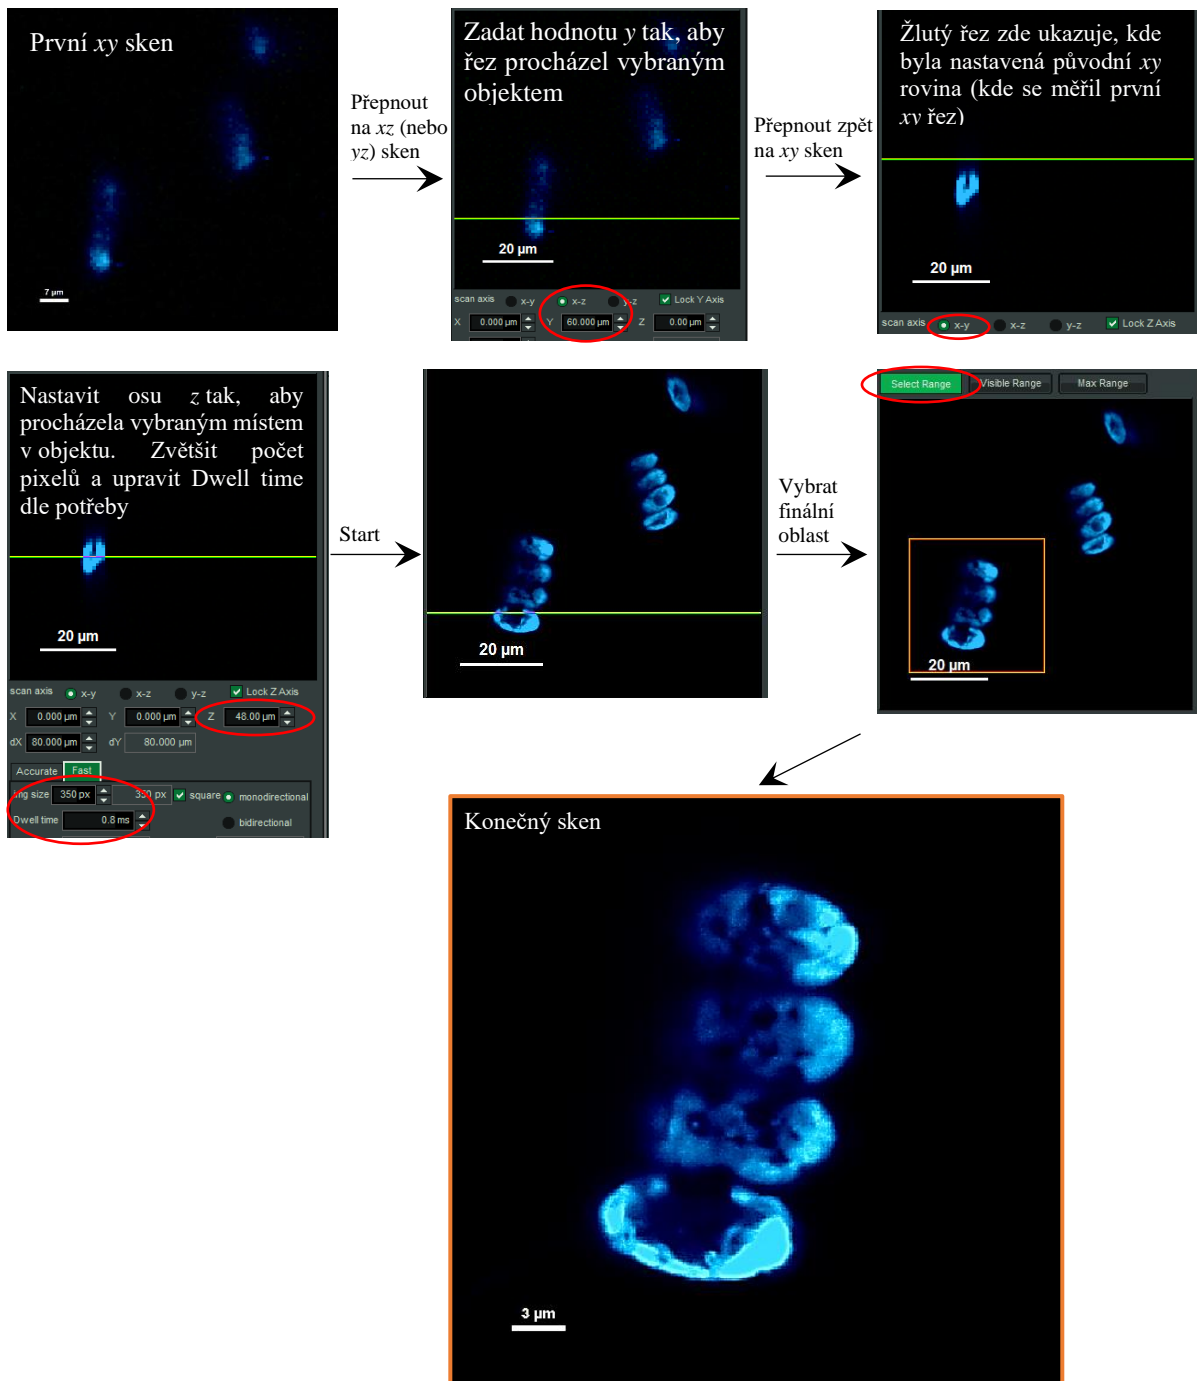 První xy sken
7 µm
Přepnout
na xz (nebo
yz) sken
Zadat hodnotu y tak, aby
řez procházel vybraným
objektem
20 µm
scan axis x-y x-z y-z Lock Y Axis
X 0.000 µm Y 60.000 µm Z 0.00 µm
Přepnout zpět
na xy sken
Žlutý řez zde ukazuje, kde
byla nastavená původní xy
rovina (kde se měřil první
xy řez)
20 µm
scan axis x-y x-z y-z Lock Z Axis
Nastavit osu z tak, aby
procházela vybraným místem
v objektu. Zvětšit počet
pixelů a upravit Dwell time
dle potřeby
20 µm
scan axis x-y x-z y-z Lock Z Axis
X 0.000 µm Y 0.000 µm Z 48.00 µm
dX 80.000 µm dY 80.000 µm
Accurate Fast
Img size 350 px 350 px square monodirectional
Dwell time 0.8 ms bidirectional
Start
20 µm
Vybrat
finální
oblast
Select Range Visible Range Max Range
20 µm
Konečný sken
3 µm